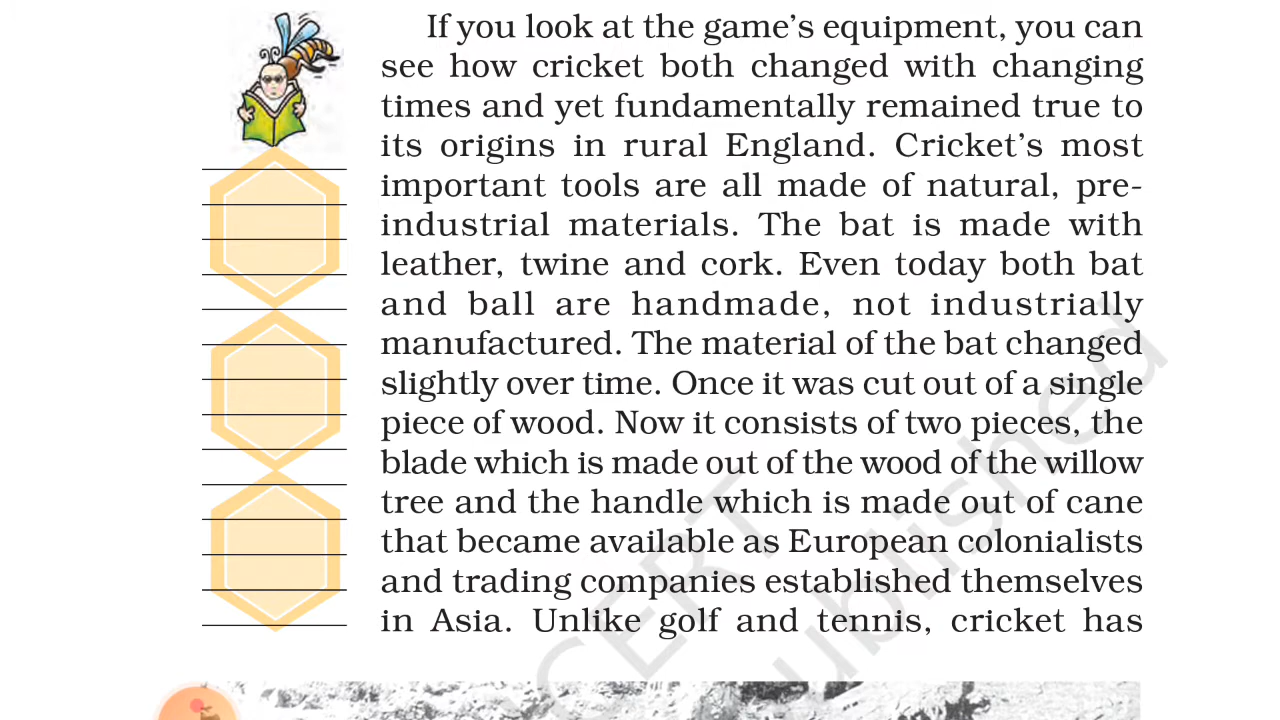 If you look at the game's equipment, you can
see how cricket both changed with changing
times and yet fundamentally remained true to
its origins in rural England. Cricket's most
important tools are all made of natural, pre-
industrial materials. The bat is made with
leather, twine and cork. Even today both bat
and ball are handmade, not industrially
manufactured. The material of the bat changed
slightly over time. Once it was cut out of a single
piece of wood. Now it consists of two pieces, the
blade which is made out of the wood of the willow
tree and the handle which is made out of cane
that became available as European colonialists
and trading companies established themselves
in Asia. Unlike golf and tennis, cricket has